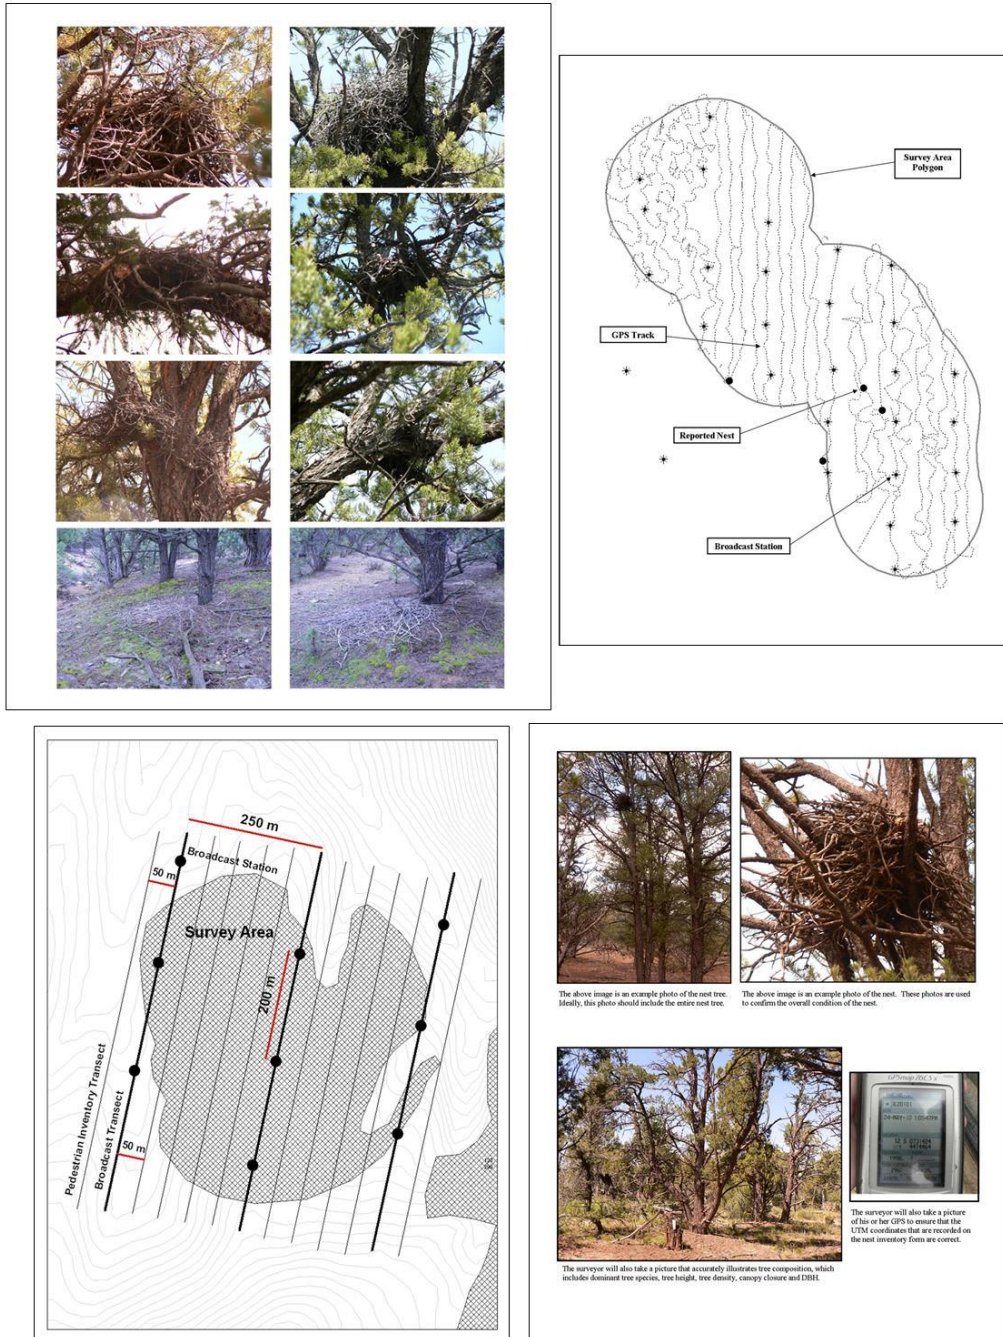 Survey Area
Polygon
GPS Track
Reported Nest
Broadcast Station
250 m
Broadcast Station
50 m
Survey Area
200 m
Pedestrian Inventory Transect
Broadcast Transect
50 m
The above image is an example photo of the nest tree.
Ideally, this photo should include the entire nest tree.
The above image is an example photo of the nest. These photos are used
to confirm the overall condition of the nest.
The surveyor will also take a picture
of his or her GPS to ensure that the
UTM coordinates that are recorded on
the nest inventory form are correct.
The surveyor will also take a picture that accurately illustrates tree composition, which
includes dominant tree species, tree height, tree density, canopy closure and DBH.